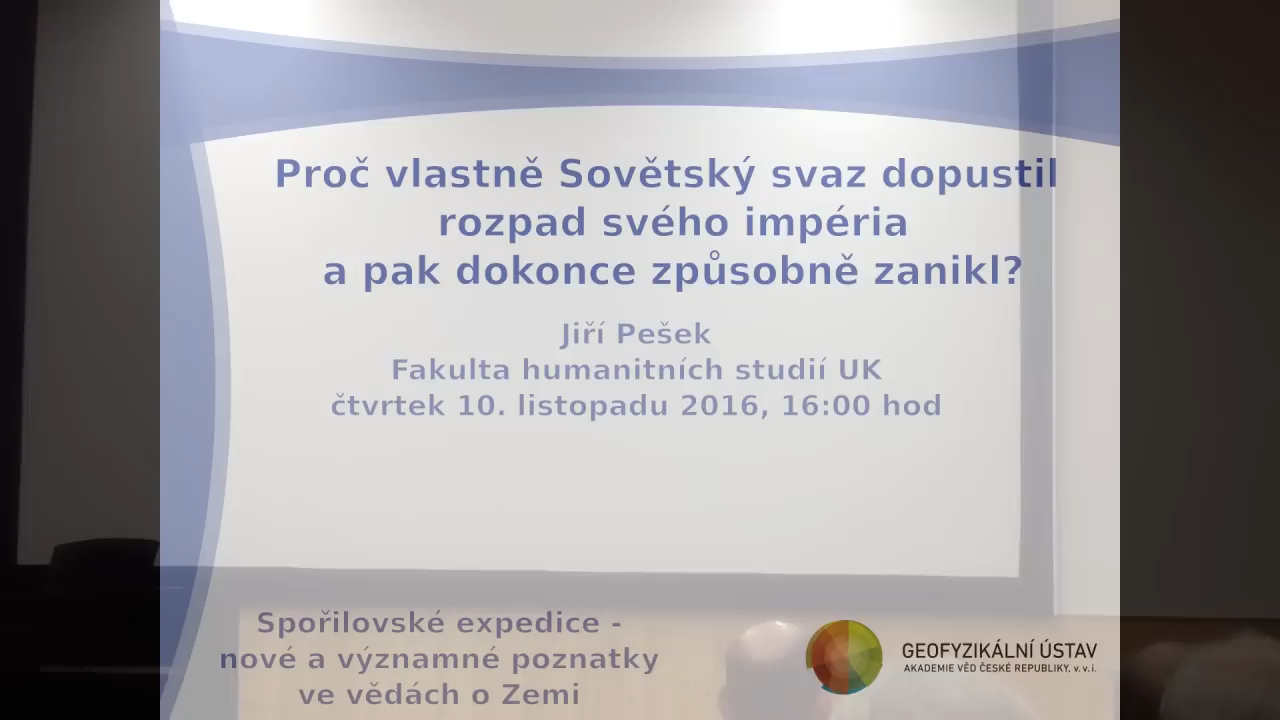 Proč vlastně Sovětský svaz dopustil
rozpad svého impéria
a pak dokonce způsobně zanikl?
Jiří Pešek
Fakulta humanitních studií UK
čtvrtek 10. listopadu 2016, 16:00 hod
Spořilovské expedice -
nové a významné poznatky
ve vědách o Zemi
GEOFYZIKÁLNÍ ÚSTAV
AKADEMIE VĚD ČESKÉ REPUBLIKY, v. v. i.